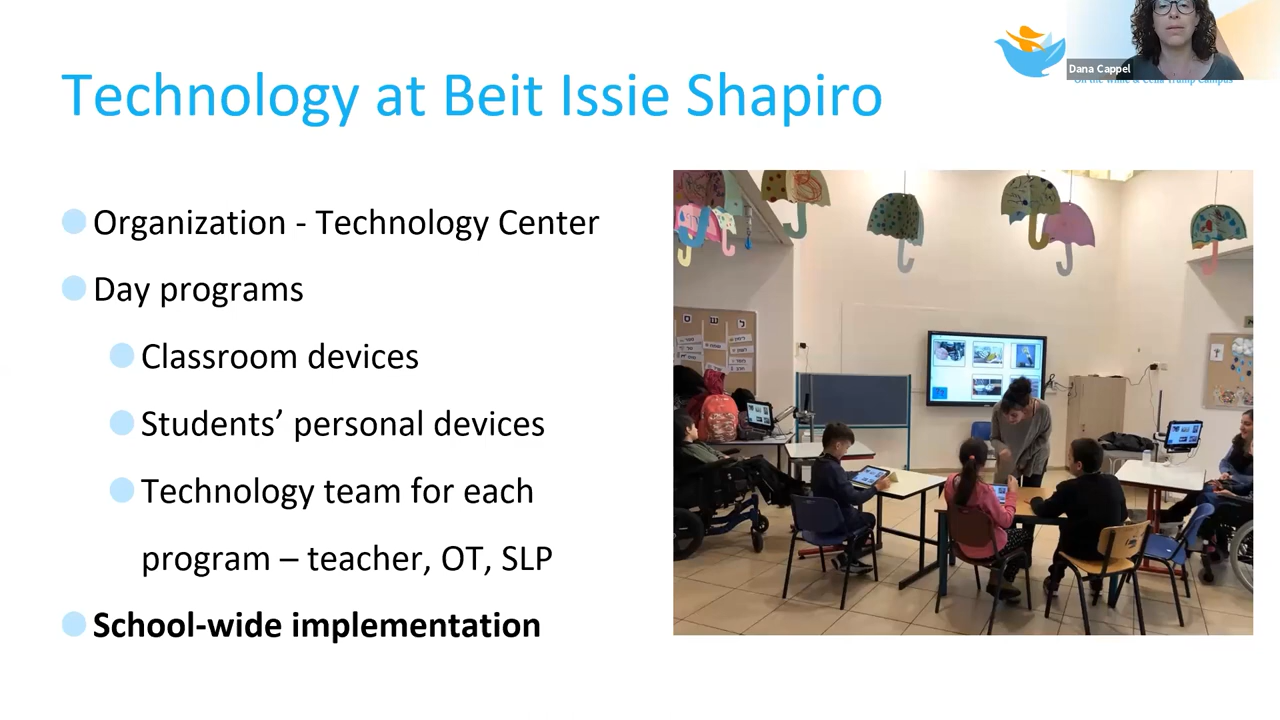 Dana Cappel
Technology at Beit Issie Shapiro
Organization - Technology Center
Day programs
Classroom devices
Students’ personal devices
Technology team for each
program – teacher, OT, SLP
School-wide implementation